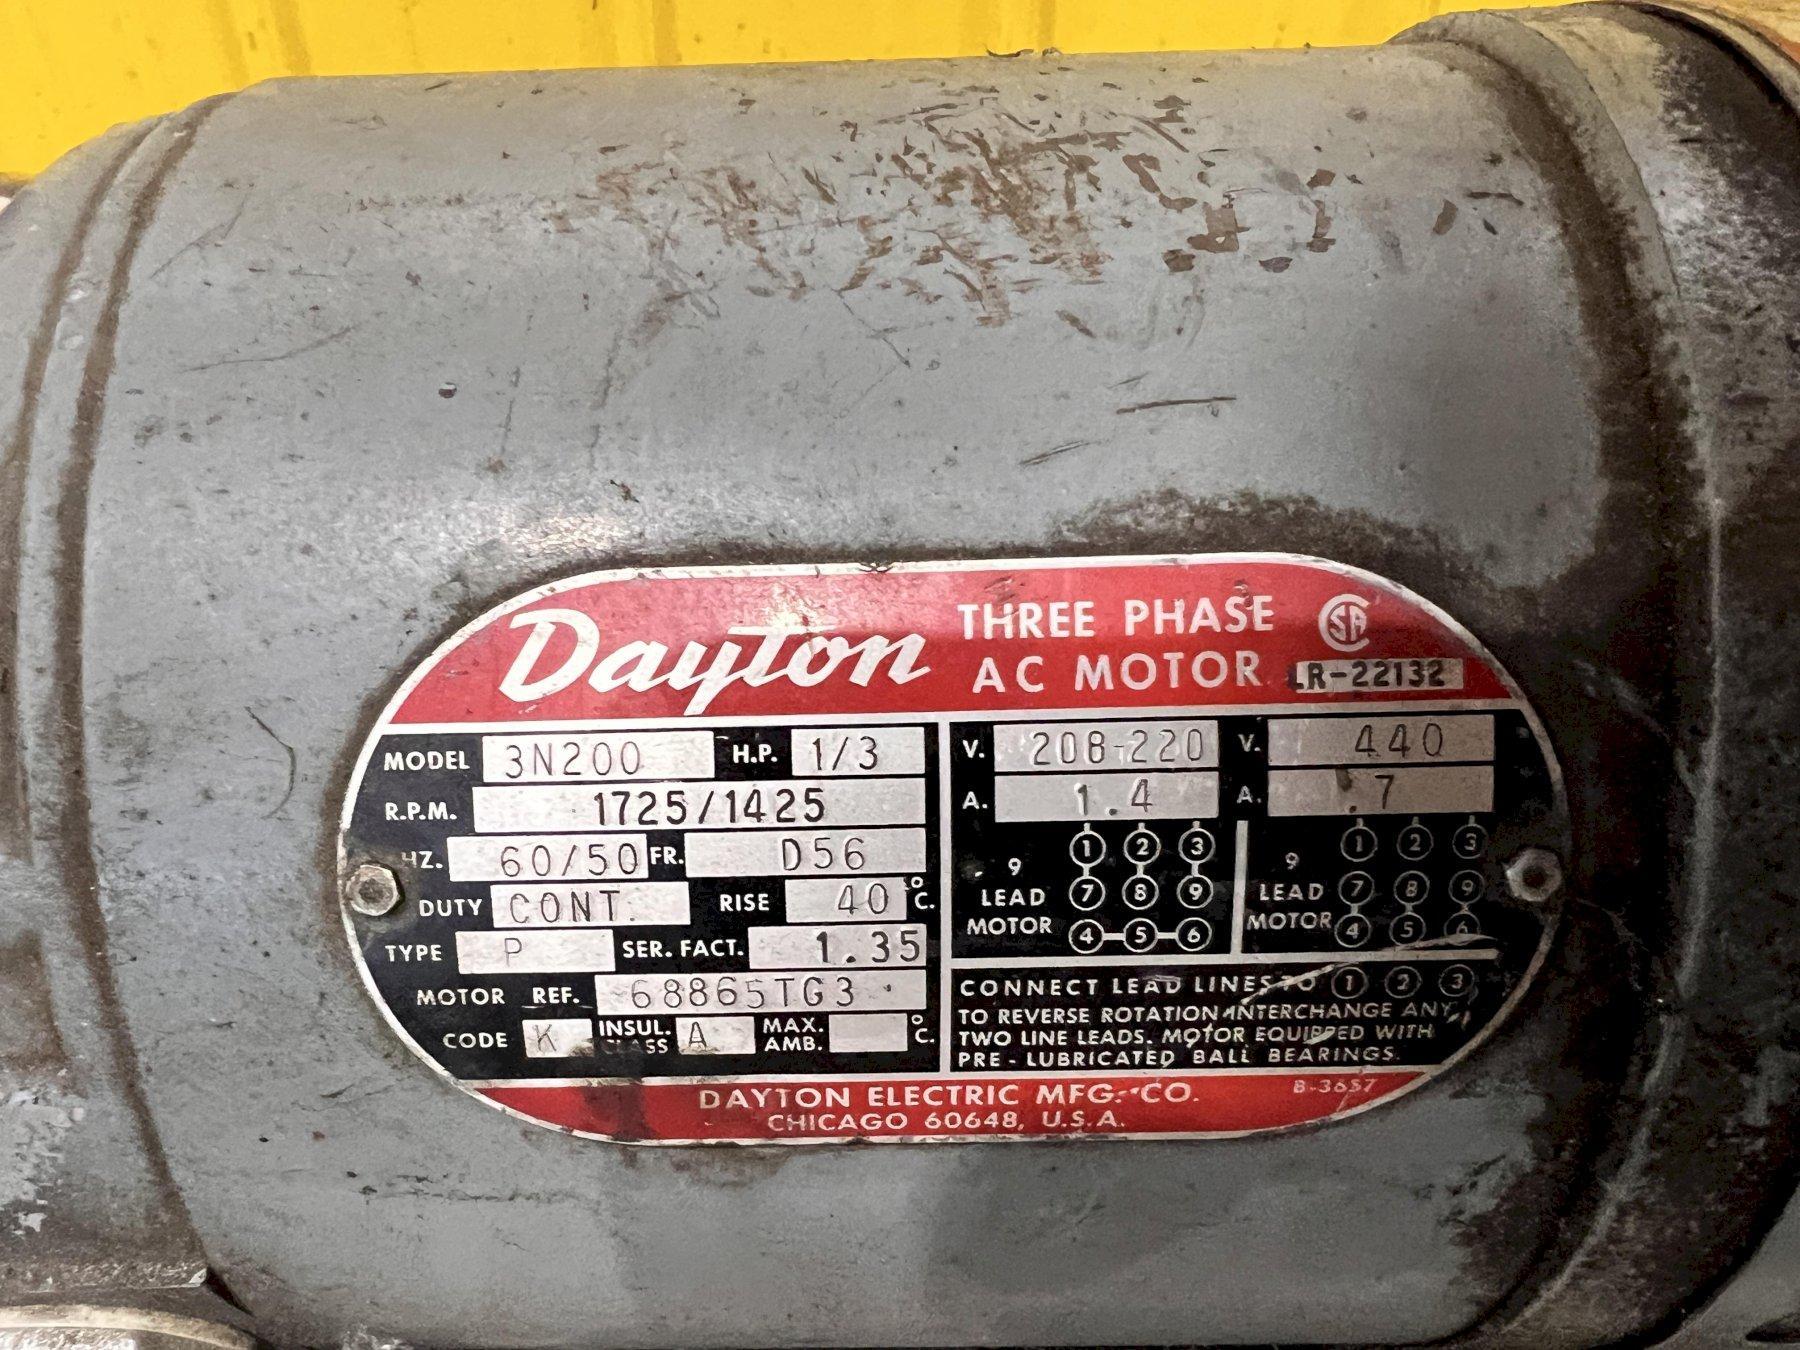 Dayton THREE PHASE AC MOTOR
LR-22132
MODEL 3N200 H.P. 1/3
R.P.M. 1725/1425
HZ. 60/50 FR. D56
DUTY CONT. RISE 40 °C.
TYPE P SER. FACT. 1.35
MOTOR REF. 68865TG3
CODE K INSUL. CLASS A MAX. AMB. °C.
V. 208-220 V. 440
A. 1.4 A. .7
9 LEAD MOTOR
1 2 3
7 8 9
4-5-6
9 LEAD MOTOR
1 2 3
7 8 9
4 5 6
CONNECT LEAD LINES TO 1 2 3
TO REVERSE ROTATION INTERCHANGE ANY
TWO LINE LEADS. MOTOR EQUIPPED WITH
PRE-LUBRICATED BALL BEARINGS.
DAYTON ELECTRIC MFG. CO. B-3657
CHICAGO 60648, U.S.A.